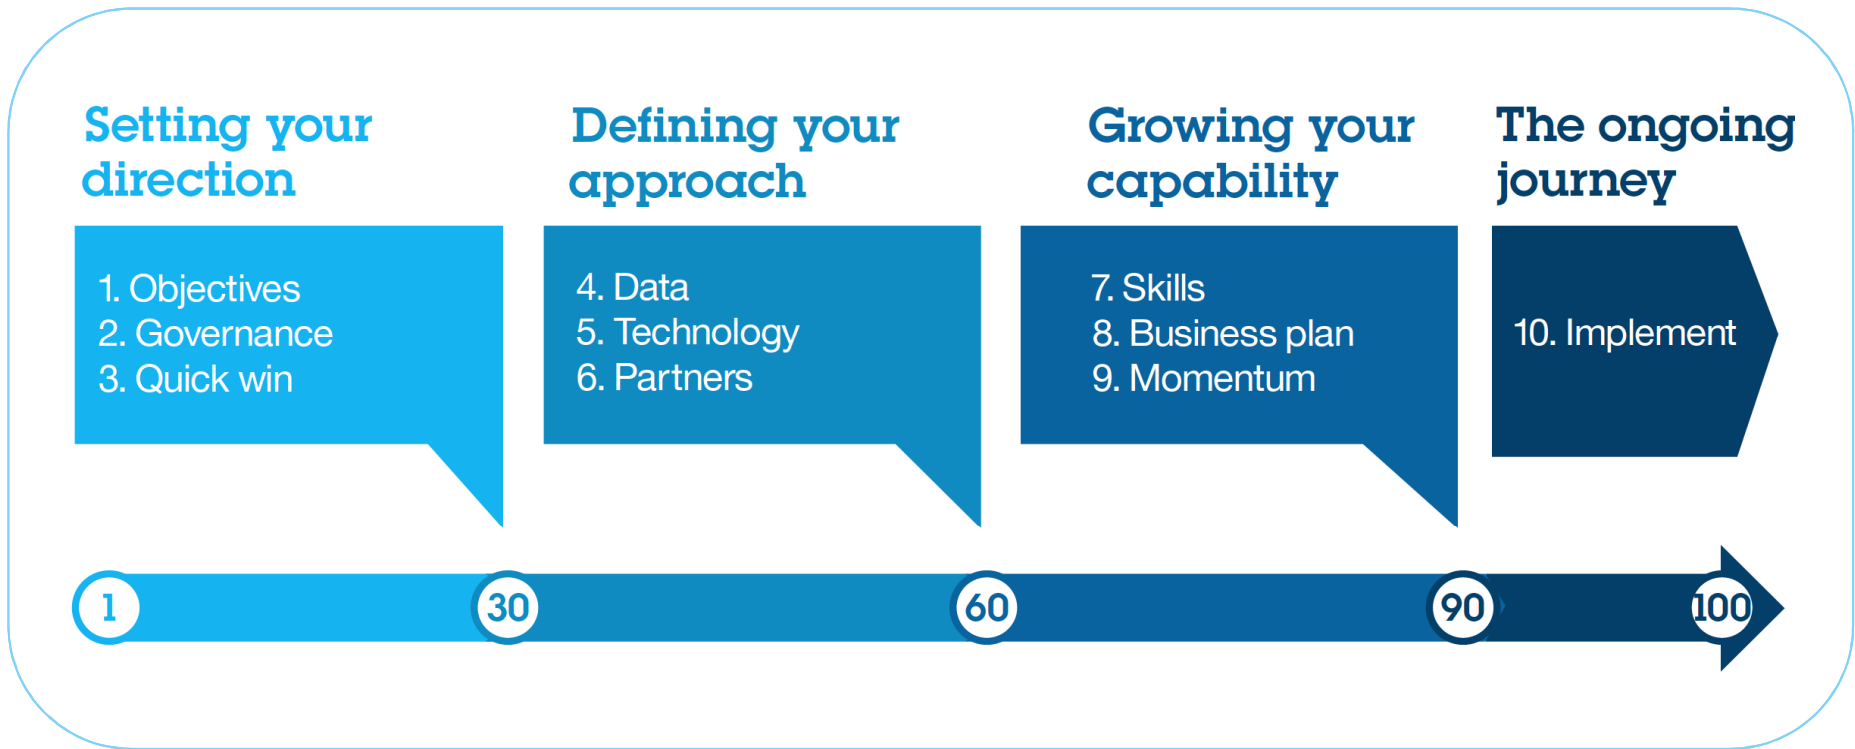 Setting your
direction
1. Objectives
2. Governance
3. Quick win
Defining your
approach
4. Data
5. Technology
6. Partners
Growing your
capability
7. Skills
8. Business plan
9. Momentum
The ongoing
journey
10. Implement
1
30
60
90
100